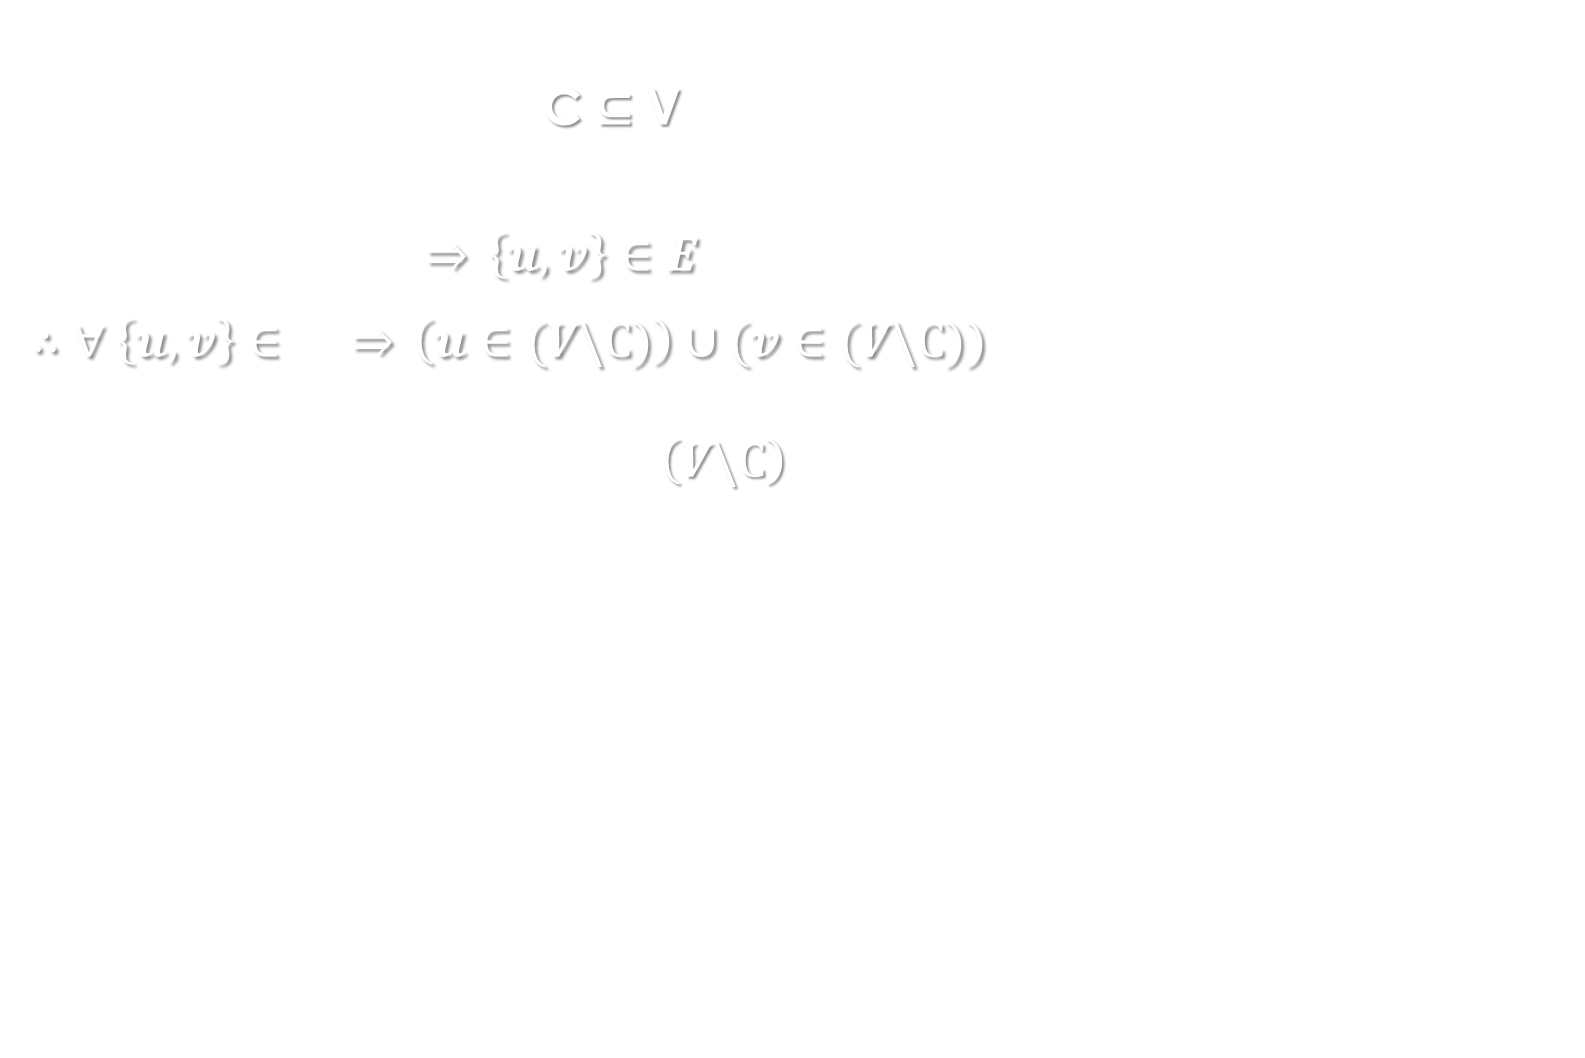 C ⊆ V
⇒ {u, v} ∈ E
∴ ∀ {u, v} ∈ ⇒ (u ∈ (V\C)) ∪ (v ∈ (V\C))
(V\C)